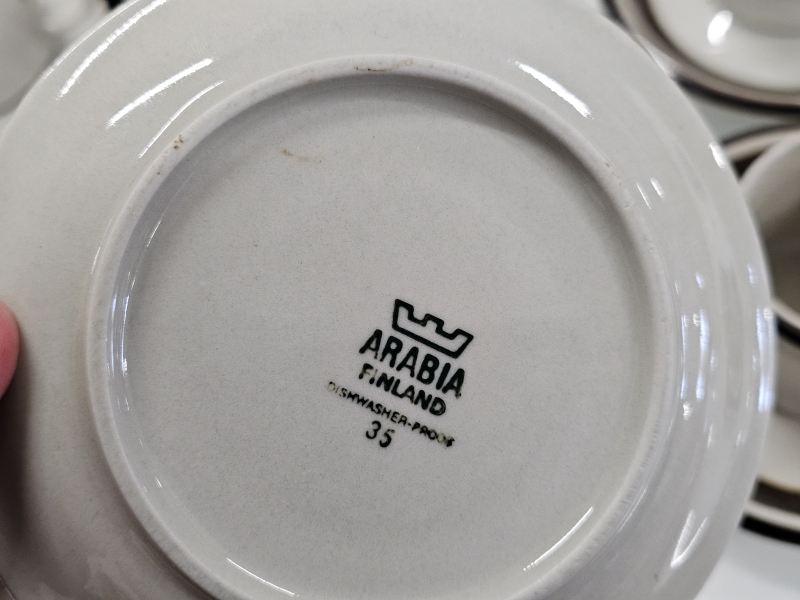 ARABIA
FINLAND
DISHWASHER-PROOF
35